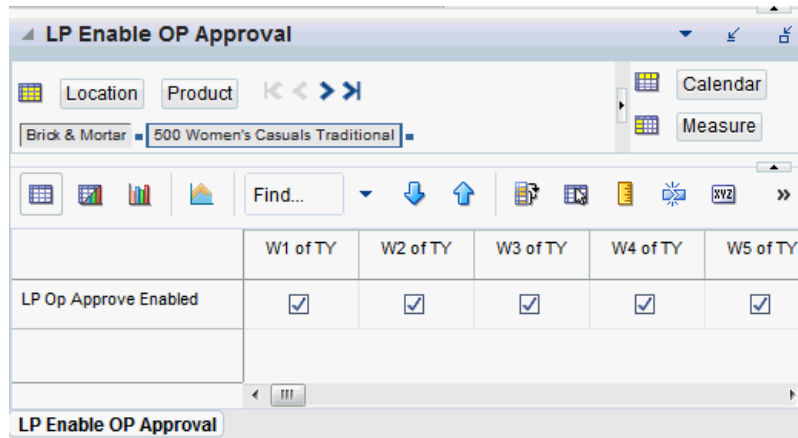 LP Enable OP Approval
Location Product
Calendar
Brick & Mortar 500 Women's Casuals Traditional
Measure
Find...
XYZ
W1 of TY W2 of TY W3 of TY W4 of TY W5 of TY
LP Op Approve Enabled
LP Enable OP Approval